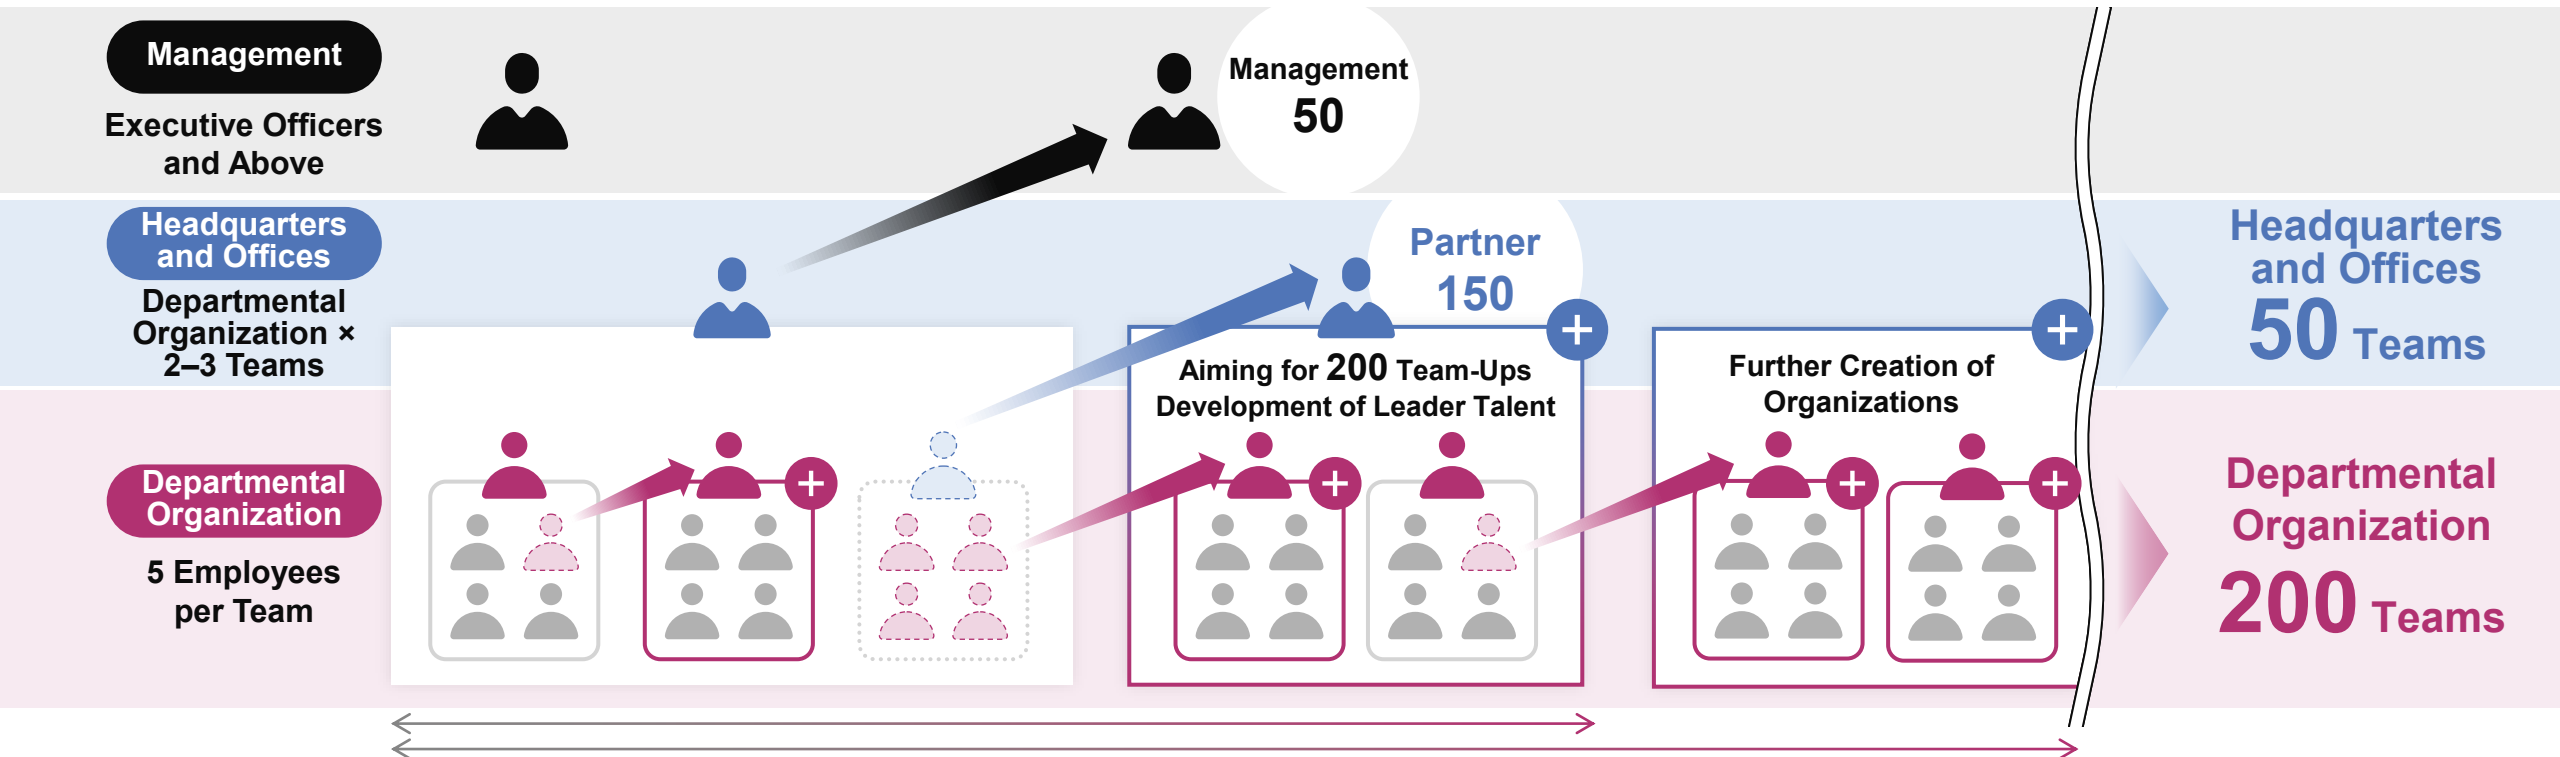 Management
Executive Officers
and Above
Management
50
Headquarters
and Offices
Departmental
Organization ×
2–3 Teams
Partner
150
Aiming for 200 Team-Ups
Development of Leader Talent
Further Creation of
Organizations
Headquarters
and Offices
50 Teams
Departmental
Organization
5 Employees
per Team
Departmental
Organization
200 Teams